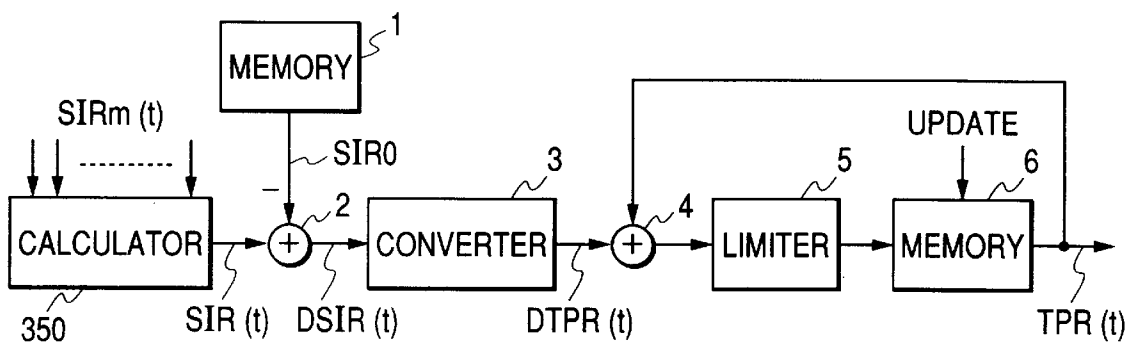 1
MEMORY
SIRm (t)
UPDATE
SIR0
3
5
6
2
4
CALCULATOR
CONVERTER
LIMITER
MEMORY
350
SIR (t)
DSIR (t)
DTPR (t)
TPR (t)